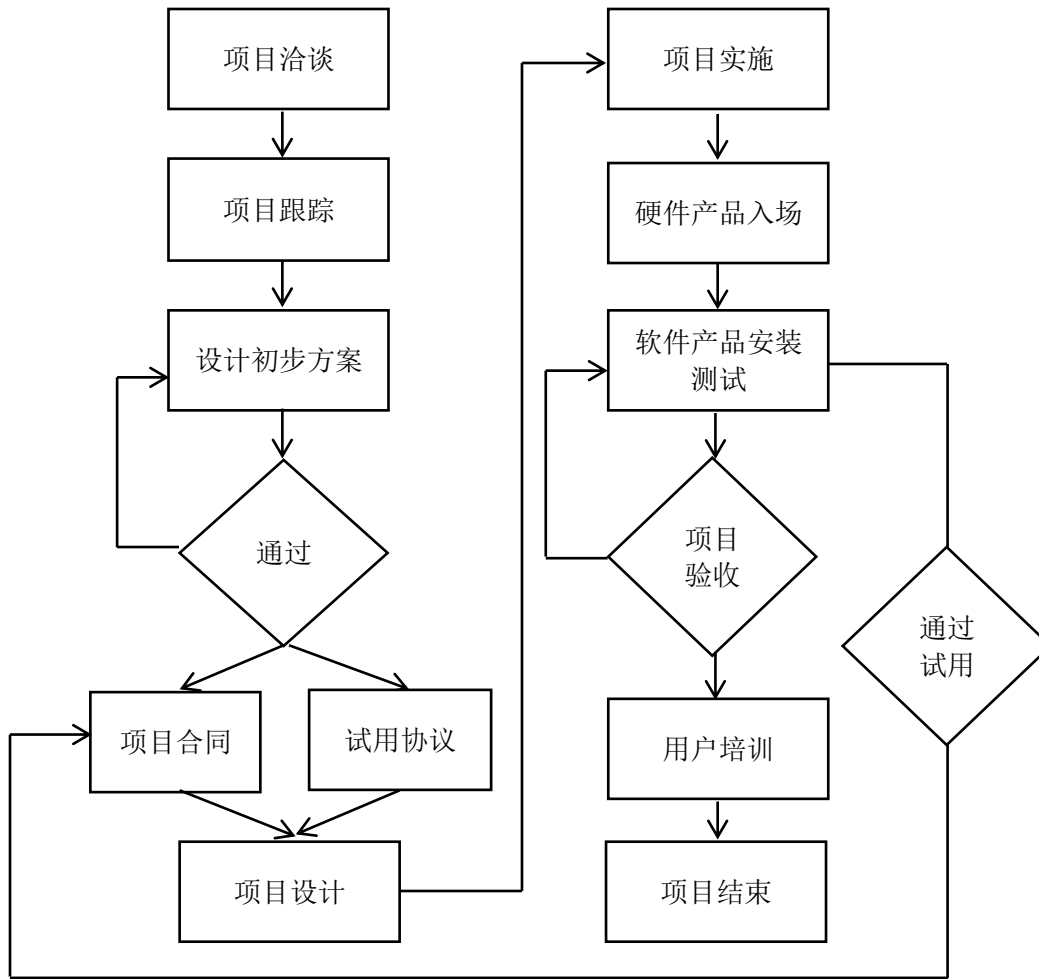 项目洽谈
项目跟踪
设计初步方案
通过
项目合同
试用协议
项目设计
项目实施
硬件产品入场
软件产品安装
测试
项目
验收
用户培训
项目结束
通过
试用